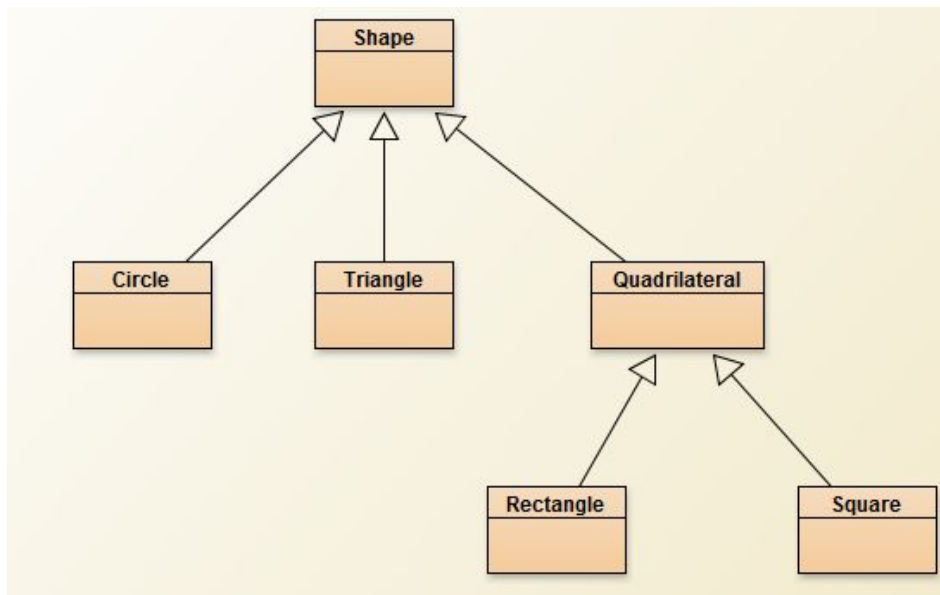 Shape
Circle
Triangle
Quadrilateral
Rectangle
Square